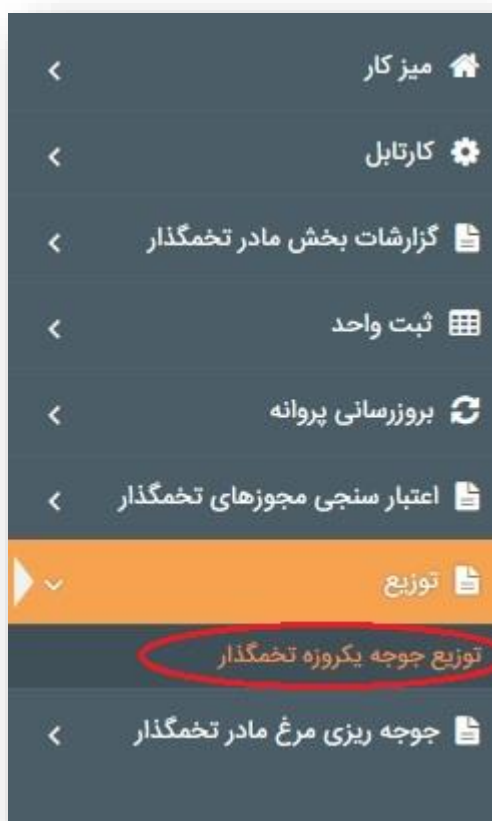 میز کار
کارتابل
گزارشات بخش مادر تخمگذار
ثبت واحد
بروزرسانی پروانه
اعتبار سنجی مجوزهای تخمگذار
توزیع
توزیع جوجه یکروزه تخمگذار
جوجه ریزی مرغ مادر تخمگذار